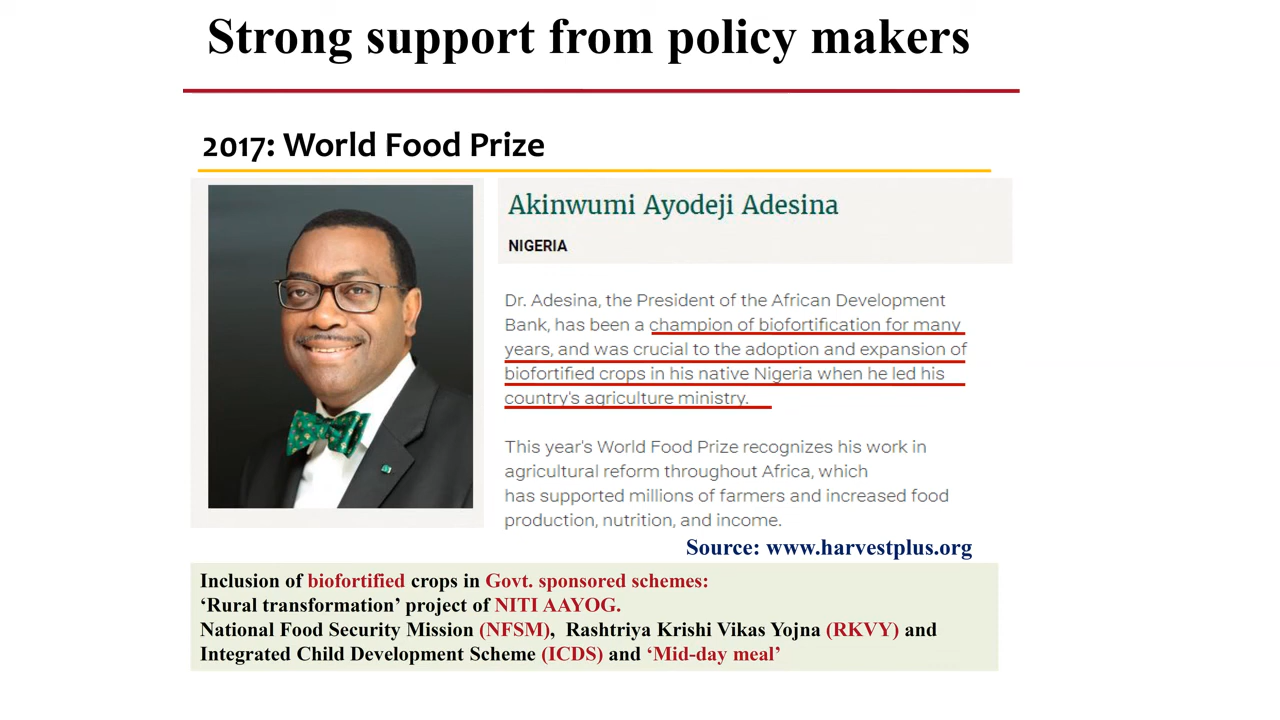 Strong support from policy makers
2017: World Food Prize
Akinwumi Ayodeji Adesina
NIGERIA
Dr. Adesina, the President of the African Development
Bank, has been a champion of biofortification for many
years, and was crucial to the adoption and expansion of
biofortified crops in his native Nigeria when he led his
country's agriculture ministry.
This year's World Food Prize recognizes his work in
agricultural reform throughout Africa, which
has supported millions of farmers and increased food
production, nutrition, and income.
Source: www.harvestplus.org
Inclusion of biofortified crops in Govt. sponsored schemes:
‘Rural transformation’ project of NITI AAYOG.
National Food Security Mission (NFSM), Rashtriya Krishi Vikas Yojna (RKVY) and
Integrated Child Development Scheme (ICDS) and ‘Mid-day meal’